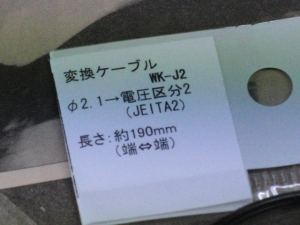 変換ケーブル
WK-J2
φ2.1→電圧区分2
(JEITA2)
長さ:約190mm
(端⇔端)